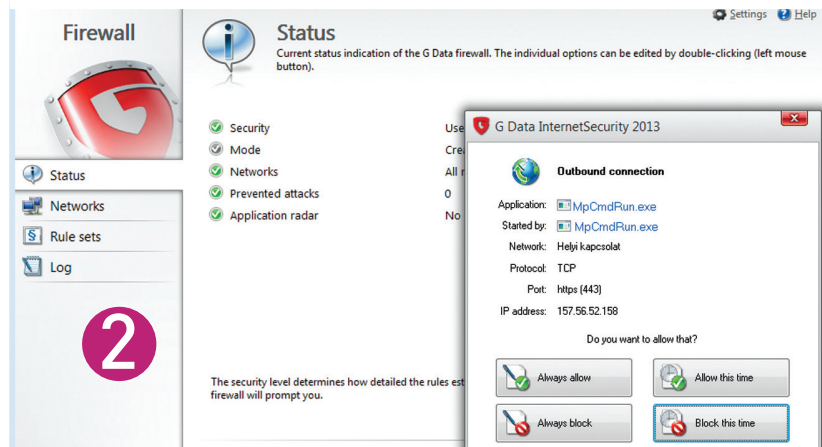 Settings Help
Firewall
Status
Current status indication of the G Data firewall. The individual options can be edited by double-clicking (left mouse
button).
Security Use
Mode Cre
Networks All
Prevented attacks 0
Application radar No
Status
Networks
Rule sets
Log
2
The security level determines how detailed the rules est
firewall will prompt you.
G Data InternetSecurity 2013
Outbound connection
Application: MpCmdRun.exe
Started by: MpCmdRun.exe
Network: Helyi kapcsolat
Protocol: TCP
Port: https (443)
IP address: 157.56.52.158
Do you want to allow that?
Always allow Allow this time
Always block Block this time